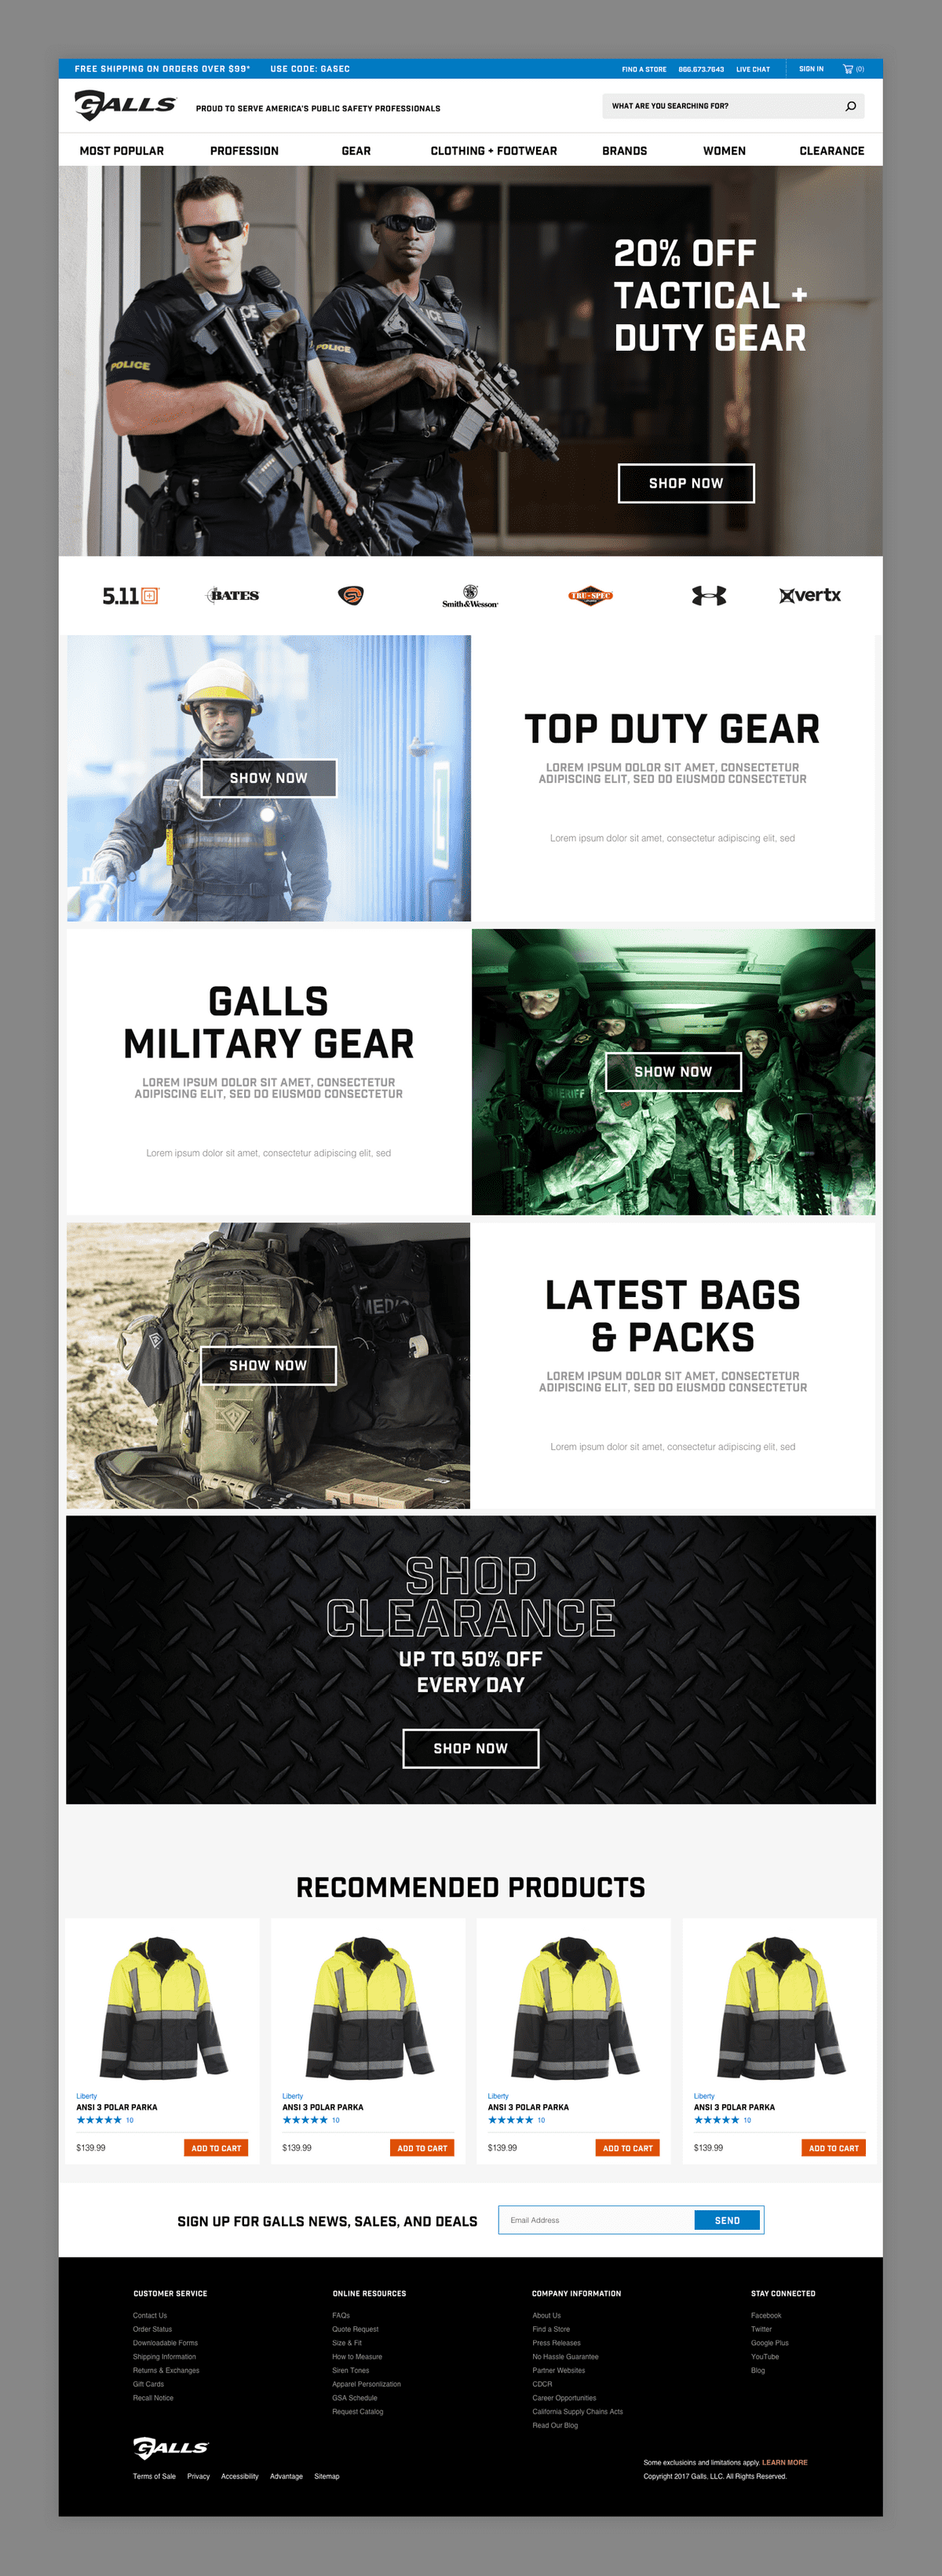 FREE SHIPPING ON ORDERS OVER $99* USE CODE: GASEC
FIND A STORE 866.673.7643 LIVE CHAT SIGN IN (0)
GALLS PROUD TO SERVE AMERICA'S PUBLIC SAFETY PROFESSIONALS
WHAT ARE YOU SEARCHING FOR?
MOST POPULAR PROFESSION GEAR CLOTHING + FOOTWEAR BRANDS WOMEN CLEARANCE
POLICE
POLICE
20% OFF
TACTICAL +
DUTY GEAR
SHOP NOW
5.11 BATES Smith&Wesson TRU-SPEC vertx
SHOW NOW
TOP DUTY GEAR
LOREM IPSUM DOLOR SIT AMET, CONSECTETUR
ADIPISCING ELIT, SED DO EIUSMOD CONSECTETUR
Lorem ipsum dolor sit amet, consectetur adipiscing elit, sed
GALLS
MILITARY GEAR
LOREM IPSUM DOLOR SIT AMET, CONSECTETUR
ADIPISCING ELIT, SED DO EIUSMOD CONSECTETUR
Lorem ipsum dolor sit amet, consectetur adipiscing elit, sed
SHOW NOW
MEDIC
SHOW NOW
LATEST BAGS
& PACKS
LOREM IPSUM DOLOR SIT AMET, CONSECTETUR
ADIPISCING ELIT, SED DO EIUSMOD CONSECTETUR
Lorem ipsum dolor sit amet, consectetur adipiscing elit, sed
SHOP
CLEARANCE
UP TO 50% OFF
EVERY DAY
SHOP NOW
RECOMMENDED PRODUCTS
Liberty
ANSI 3 POLAR PARKA
10
$139.99 ADD TO CART
Liberty
ANSI 3 POLAR PARKA
10
$139.99 ADD TO CART
Liberty
ANSI 3 POLAR PARKA
10
$139.99 ADD TO CART
Liberty
ANSI 3 POLAR PARKA
10
$139.99 ADD TO CART
SIGN UP FOR GALLS NEWS, SALES, AND DEALS
Email Address SEND
CUSTOMER SERVICE
Contact Us
Order Status
Downloadable Forms
Shipping Information
Returns & Exchanges
Gift Cards
Recall Notice
ONLINE RESOURCES
FAQs
Quote Request
Size & Fit
How to Measure
Siren Tones
Apparel Personlization
GSA Schedule
Request Catalog
COMPANY INFORMATION
About Us
Find a Store
Press Releases
No Hassle Guarantee
Partner Websites
CDCR
Career Opportunities
California Supply Chains Acts
Read Our Blog
STAY CONNECTED
Facebook
Twitter
Google Plus
YouTube
Blog
GALLS
Terms of Sale Privacy Accessibility Advantage Sitemap
Some exclusioins and limitations apply. LEARN MORE
Copyright 2017 Galls, LLC. All Rights Reserved.